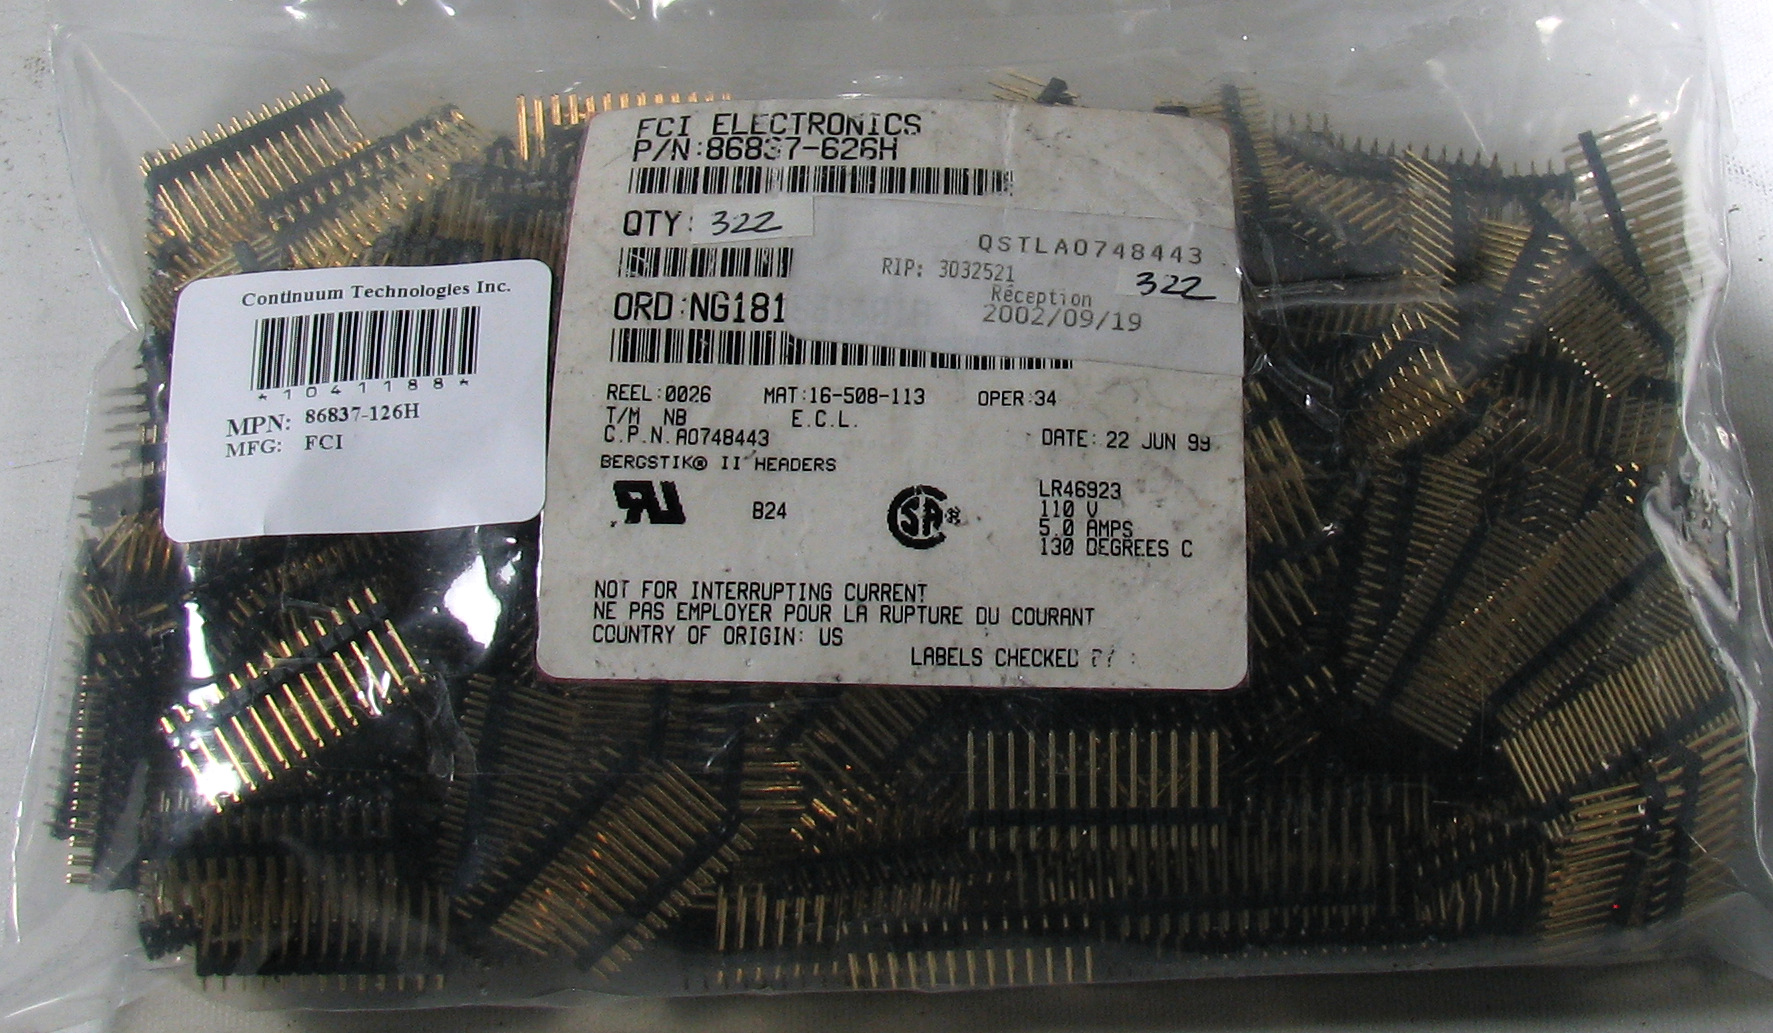 FCI ELECTRONICS
P/N:86837-626H
QTY: 322
QSTLA0748443
RIP: 3032521
322
Réception
2002/09/19
ORD:NG181
REEL:0026 MAT:16-508-113 OPER:34
T/M NB E.C.L.
C.P.N.A0748443 DATE: 22 JUN 99
BERGSTIK® II HEADERS
B24
SA®
LR46923
110 V
5.0 AMPS
130 DEGREES C
NOT FOR INTERRUPTING CURRENT
NE PAS EMPLOYER POUR LA RUPTURE DU COURANT
COUNTRY OF ORIGIN: US
LABELS CHECKED
Continuum Technologies Inc.
*1041188*
MPN: 86837-126H
MFG: FCI